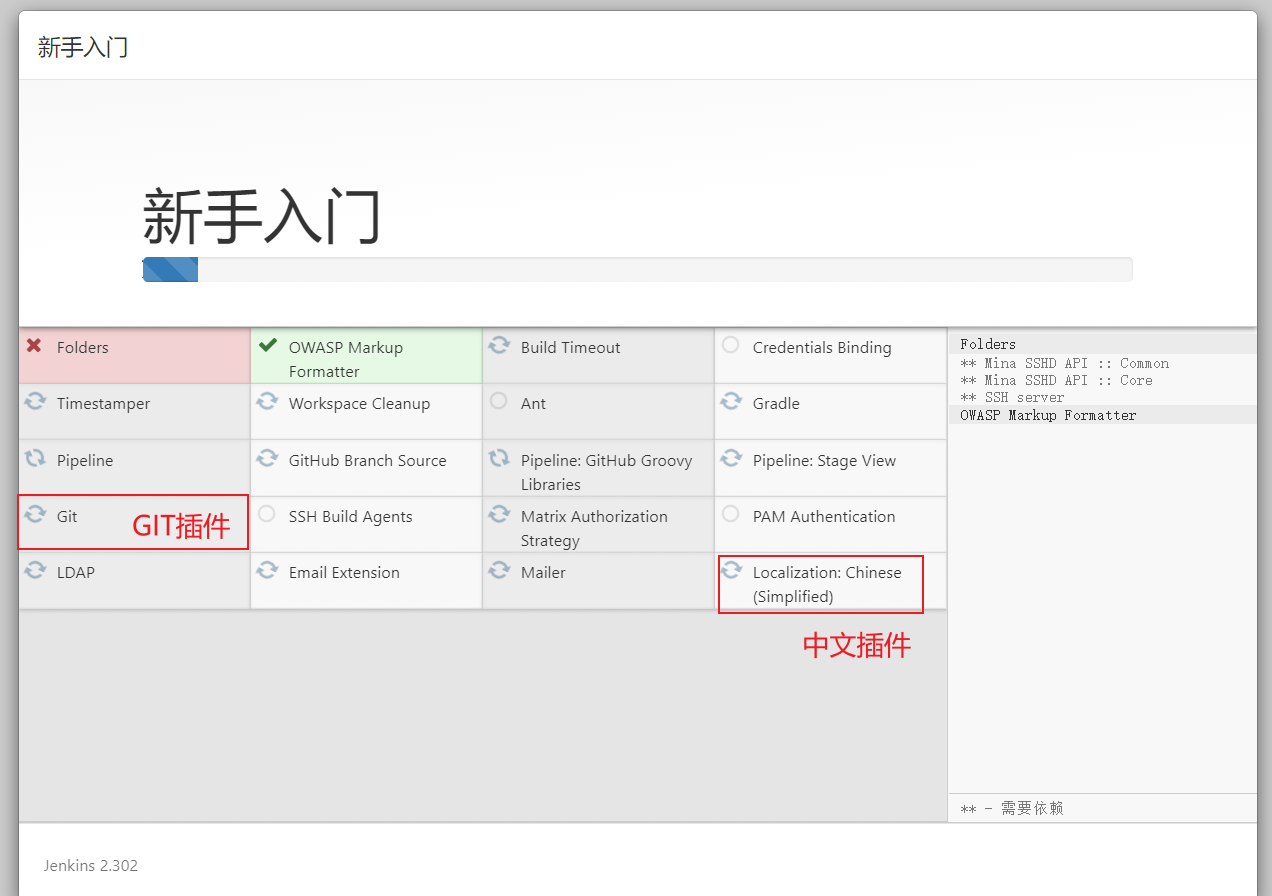 新手入门
新手入门
Folders
OWASP Markup
Formatter
Build Timeout
Credentials Binding
Timestamper
Workspace Cleanup
Ant
Gradle
Pipeline
GitHub Branch Source
Pipeline: GitHub Groovy
Libraries
Pipeline: Stage View
Git
GIT插件
SSH Build Agents
Matrix Authorization
Strategy
PAM Authentication
LDAP
Email Extension
Mailer
Localization: Chinese
(Simplified)
中文插件
Folders
** Mina SSHD API :: Common
** Mina SSHD API :: Core
** SSH server
OWASP Markup Formatter
** - 需要依赖
Jenkins 2.302